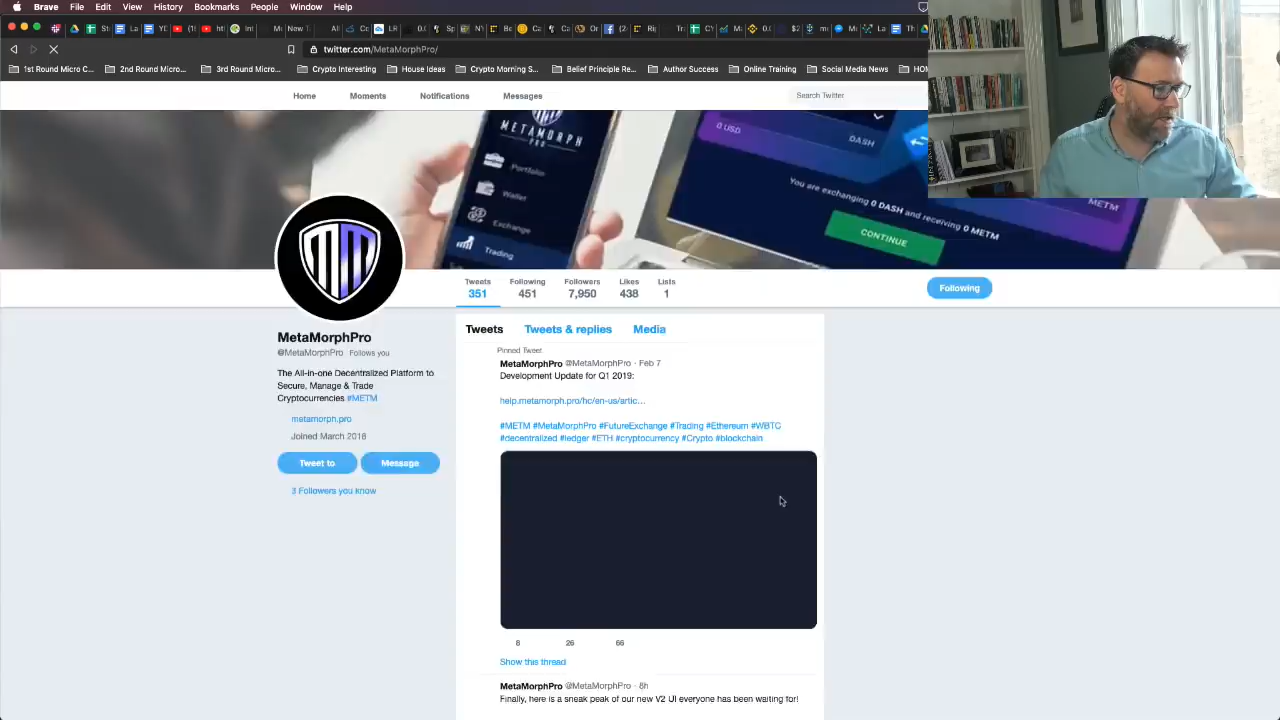 Brave File Edit View History Bookmarks People Window Help
twitter.com/MetaMorphPro/
1st Round Micro C... 2nd Round Micro... 3rd Round Micro... Crypto Interesting House Ideas Crypto Morning S... Belief Principle Re... Author Success Online Training Social Media News
Home Moments Notifications Messages Search Twitter
METAMORPH
PRO
Portfolio
Wallet
Exchange
Trading
0 USD DASH
You are exchanging 0 DASH and receiving 0 METM
METM
CONTINUE
Tweets Following Followers Likes Lists
351 451 7,950 438 1
Following
MetaMorphPro
@MetaMorphPro Follows you
The All-in-one Decentralized Platform to
Secure, Manage & Trade
Cryptocurrencies #METM
metamorph.pro
Joined March 2018
Tweet to Message
3 Followers you know
Tweets Tweets & replies Media
Pinned Tweet
MetaMorphPro @MetaMorphPro · Feb 7
Development Update for Q1 2019:
help.metamorph.pro/hc/en-us/artic...
#METM #MetaMorphPro #FutureExchange #Trading #Ethereum #WBTC
#decentralized #ledger #ETH #cryptocurrency #Crypto #blockchain
8 26 66
Show this thread
MetaMorphPro @MetaMorphPro · 8h
Finally, here is a sneak peak of our new V2 UI everyone has been waiting for!